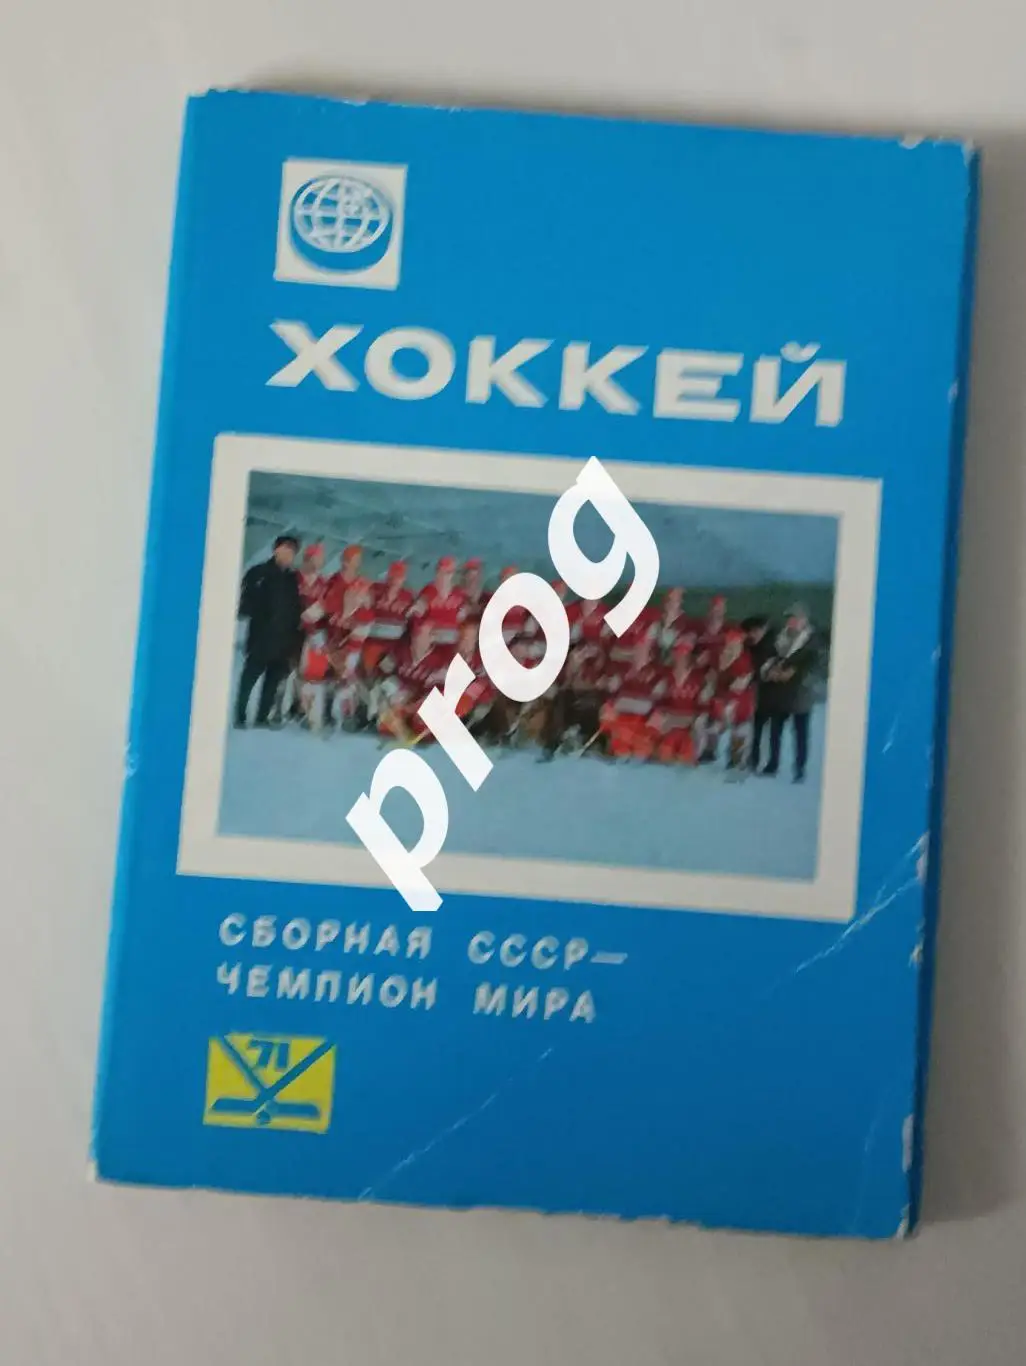 ХОККЕЙ
prog
СБОРНАЯ СССР—
ЧЕМПИОН МИРА
71